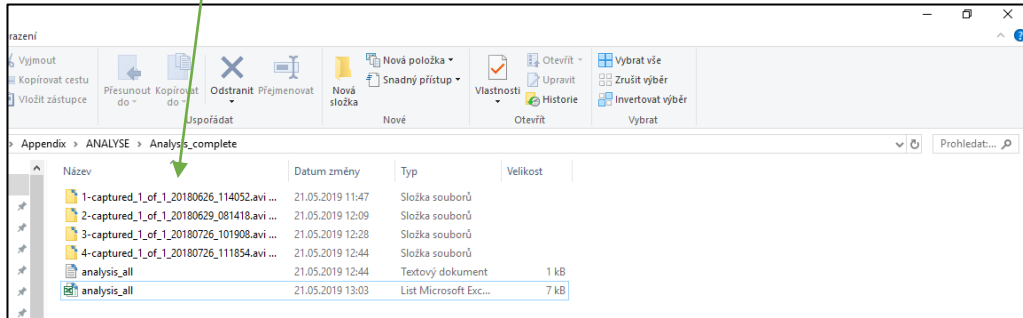 razení
Vyjmout
Kopírovat cestu
Vložit zástupce
Přesunout do
Kopírovat do
Odstranit
Přejmenovat
Uspořádat
Nová složka
Nová položka
Snadný přístup
Nové
Vlastnosti
Otevřít
Upravit
Historie
Otevřít
Vybrat vše
Zrušit výběr
Invertovat výběr
Vybrat
› Appendix › ANALYSE › Analysis_complete
Prohledat:...
Název Datum změny Typ Velikost
1-captured_1_of_1_20180626_114052.avi ... 21.05.2019 11:47 Složka souborů
2-captured_1_of_1_20180629_081418.avi ... 21.05.2019 12:09 Složka souborů
3-captured_1_of_1_20180726_101908.avi ... 21.05.2019 12:28 Složka souborů
4-captured_1_of_1_20180726_111854.avi ... 21.05.2019 12:44 Složka souborů
analysis_all 21.05.2019 12:44 Textový dokument 1 kB
analysis_all 21.05.2019 13:03 List Microsoft Exc... 7 kB